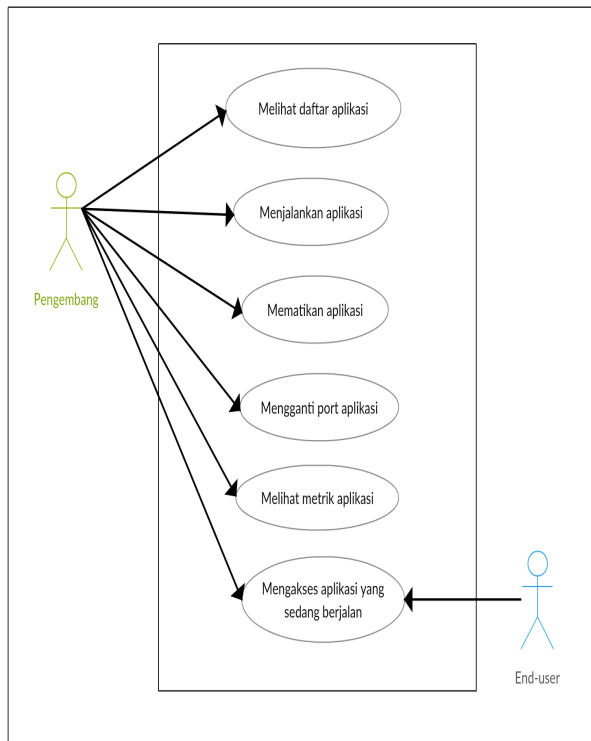 Melihat daftar aplikasi
Menjalankan aplikasi
Pengembang
Mematikan aplikasi
Mengganti port aplikasi
Melihat metrik aplikasi
Mengakses aplikasi yang
sedang berjalan
End-user